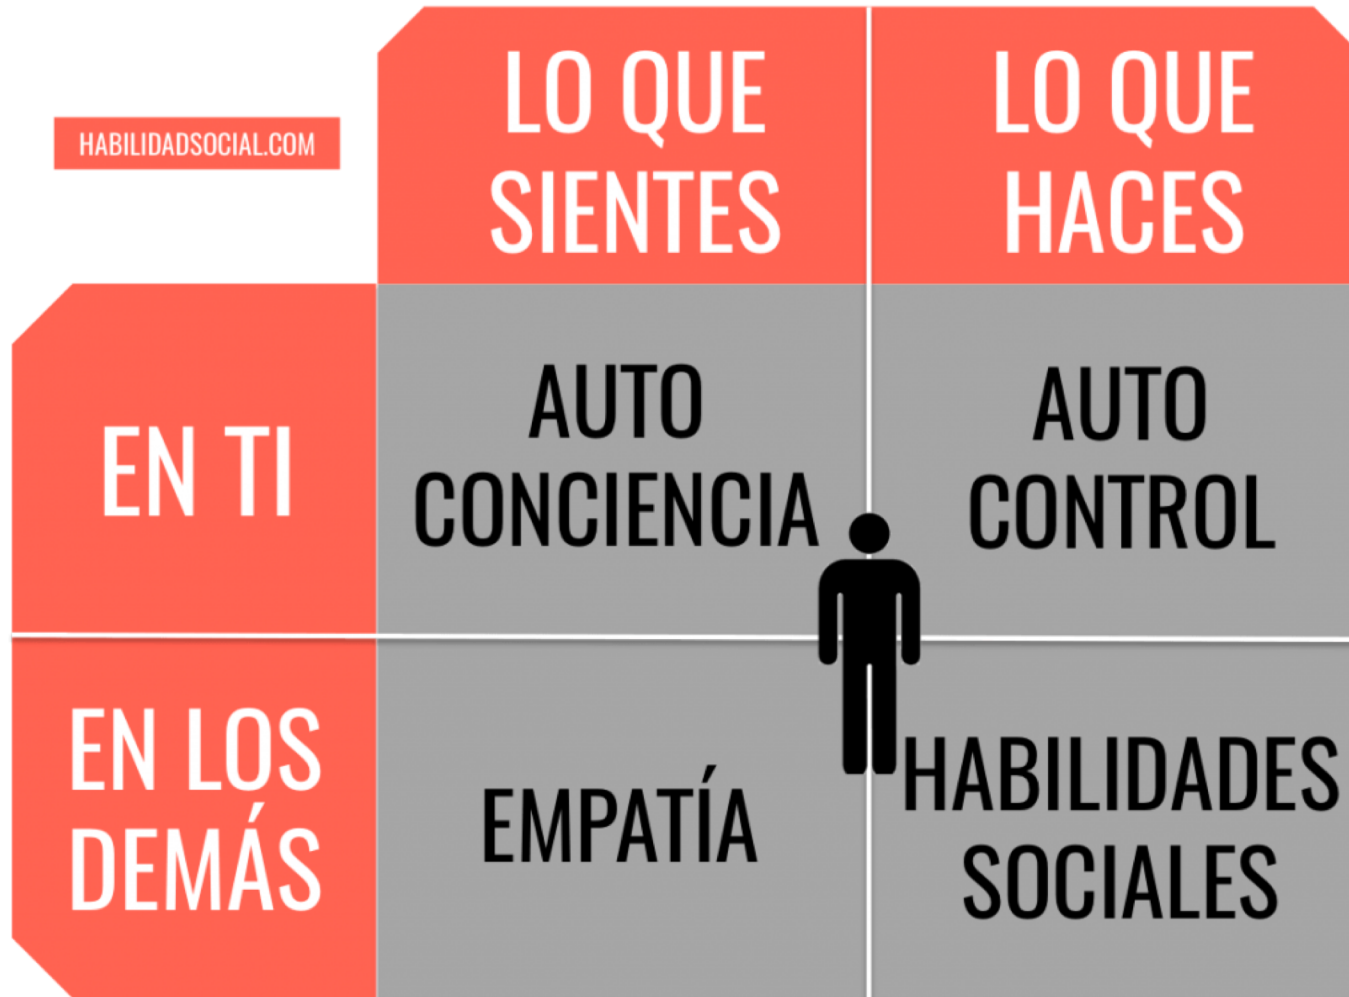 HABILIDADSOCIAL.COM
LO QUE
SIENTES
LO QUE
HACES
EN TI
AUTO
CONCIENCIA
AUTO
CONTROL
EN LOS
DEMÁS
EMPATÍA
HABILIDADES
SOCIALES